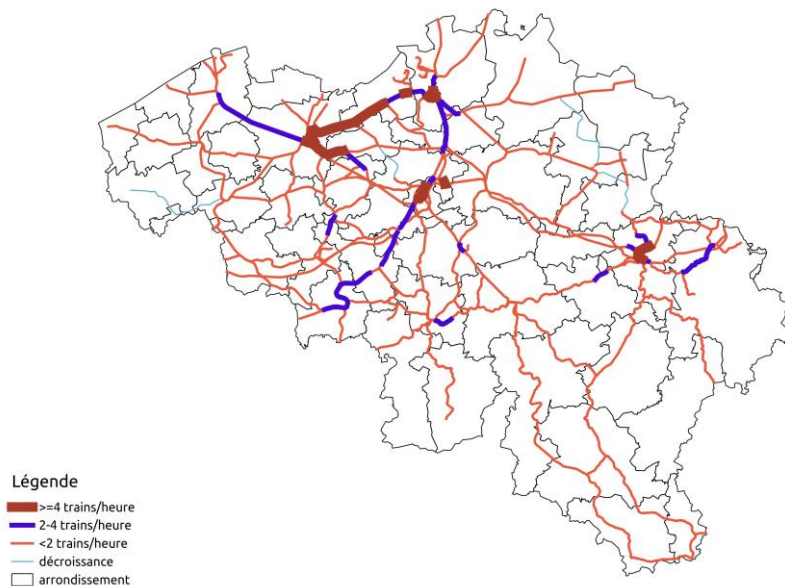 Légende
>=4 trains/heure
2-4 trains/heure
<2 trains/heure
décroissance
arrondissement